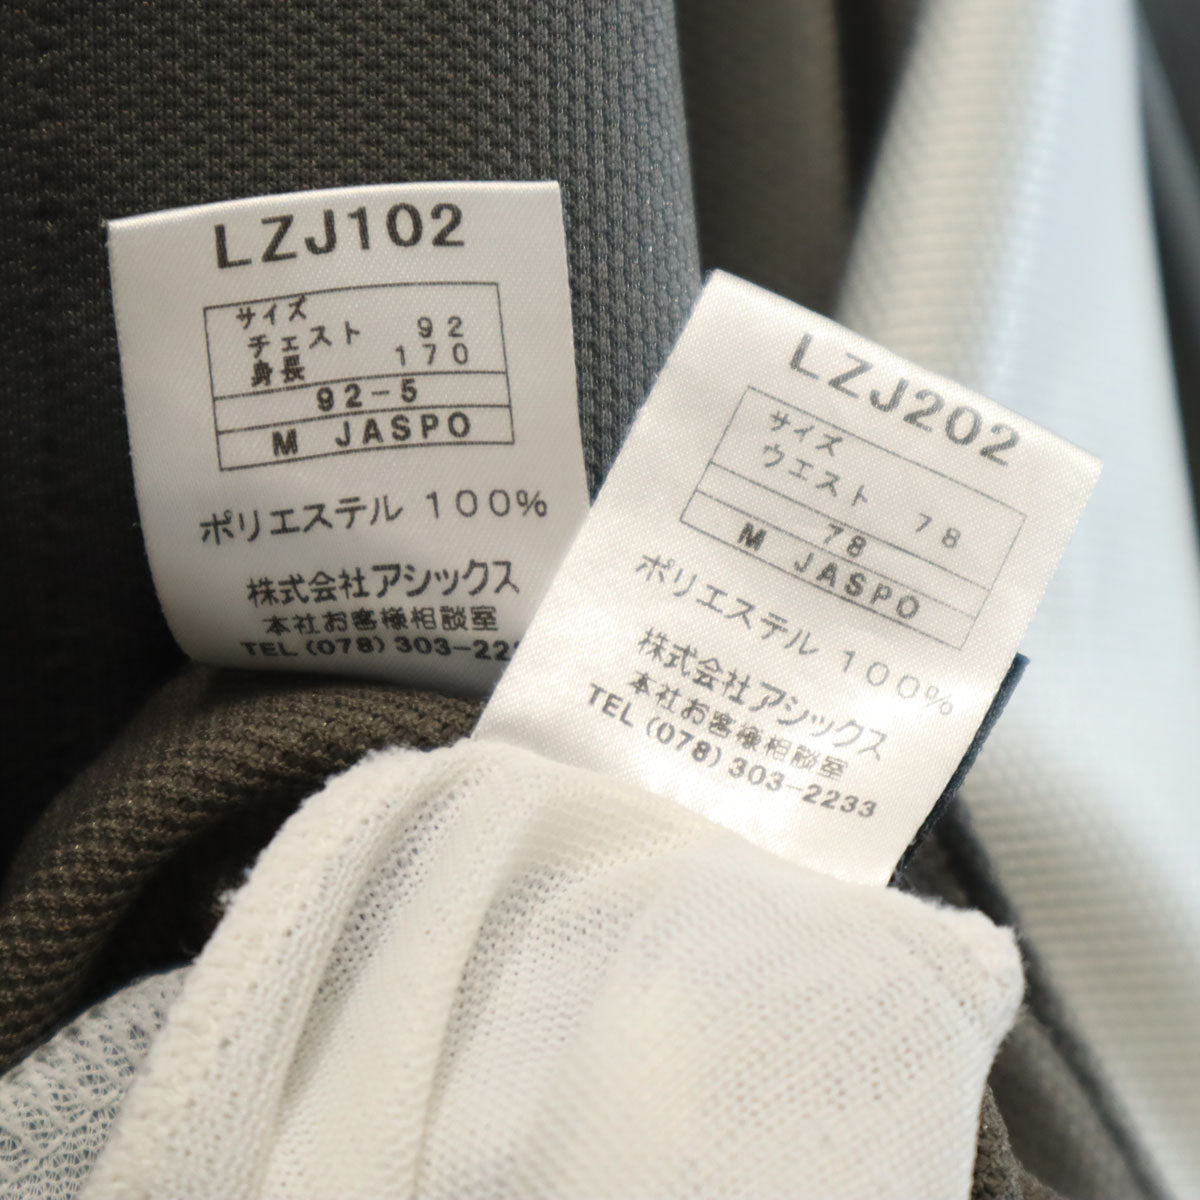 LZJ102
サイズ
チェスト 92
身長 170
92-5
M JASPO
ポリエステル 100%
株式会社アシックス
本社お客様相談室
TEL (078) 303-22
LZJ202
サイズ
ウエスト 78
78
M JASPO
ポリエステル 100%
株式会社アシックス
本社お客様相談室
TEL (078) 303-2233